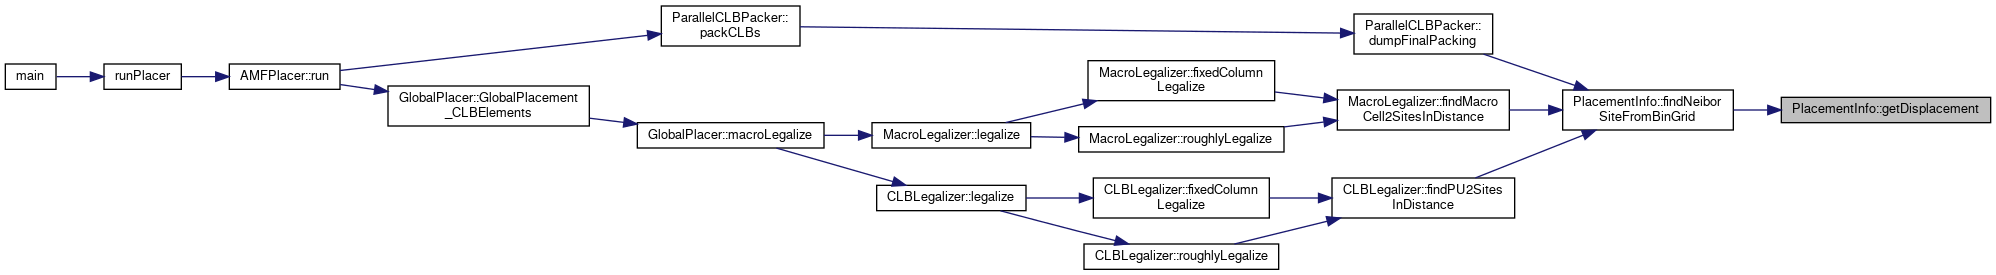 main
runPlacer
AMFPlacer::run
ParallelCLBPacker::
packCLBs
GlobalPlacer::GlobalPlacement
_CLBElements
GlobalPlacer::macroLegalize
MacroLegalizer::legalize
CLBLegalizer::legalize
MacroLegalizer::fixedColumn
Legalize
MacroLegalizer::roughlyLegalize
CLBLegalizer::fixedColumn
Legalize
CLBLegalizer::roughlyLegalize
ParallelCLBPacker::
dumpFinalPacking
MacroLegalizer::findMacro
Cell2SitesInDistance
CLBLegalizer::findPU2Sites
InDistance
PlacementInfo::findNeibor
SiteFromBinGrid
PlacementInfo::getDisplacement